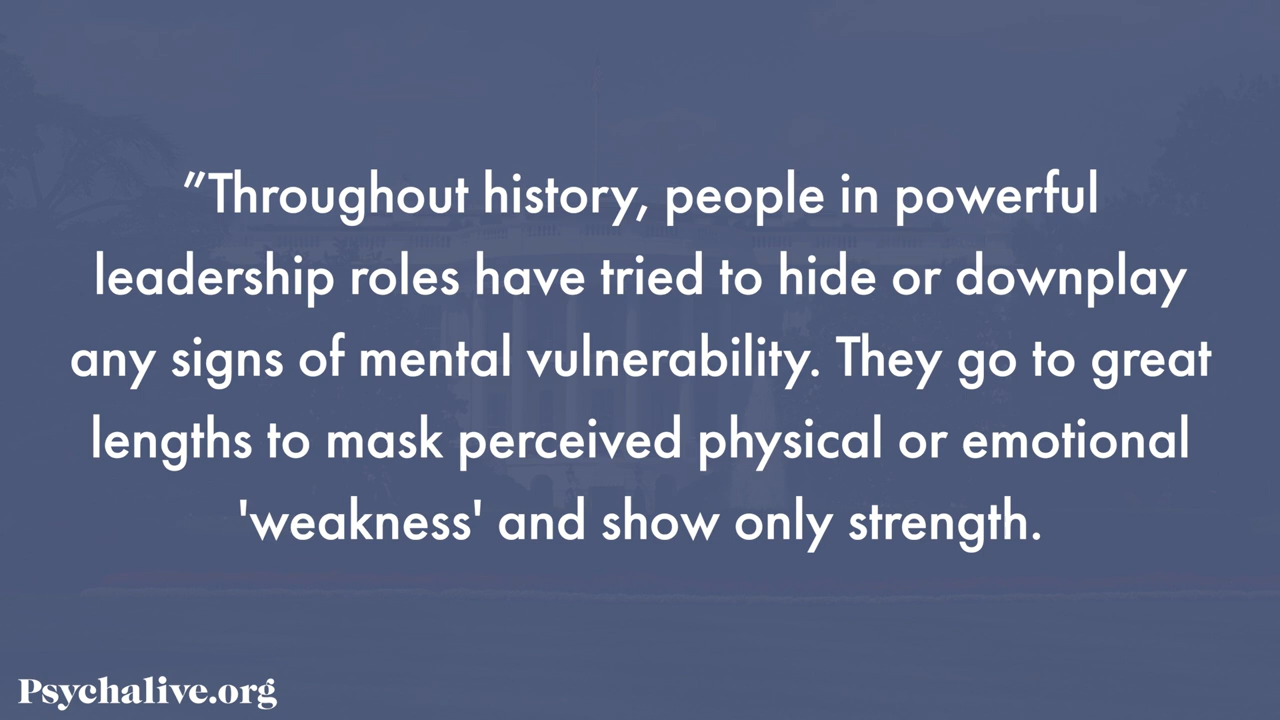 "Throughout history, people in powerful
leadership roles have tried to hide or downplay
any signs of mental vulnerability. They go to great
lengths to mask perceived physical or emotional
'weakness' and show only strength.
Psychalive.org